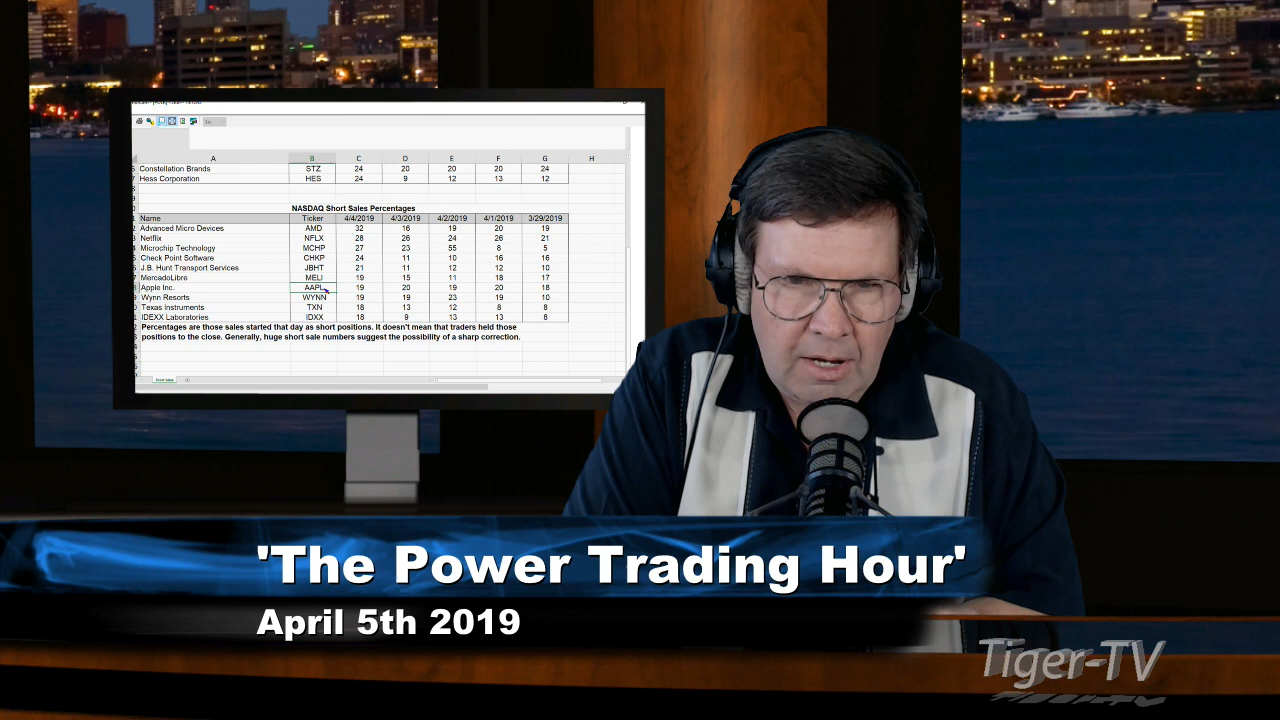 A B C D E F G H
Constellation Brands STZ 24 20 20 20 24
Hess Corporation HES 24 9 12 13 12
NASDAQ Short Sales Percentages
Name Ticker 4/4/2019 4/3/2019 4/2/2019 4/1/2019 3/29/2019
Advanced Micro Devices AMD 32 16 19 20 19
Netflix NFLX 28 26 24 26 21
Microchip Technology MCHP 27 23 55 8 5
Check Point Software CHKP 24 11 10 16 16
J.B. Hunt Transport Services JBHT 21 11 12 12 10
MercadoLibre MELI 19 15 11 18 17
Apple Inc. AAPL 19 20 19 20 18
Wynn Resorts WYNN 19 19 23 19 10
Texas Instruments TXN 18 13 12 8 8
IDEXX Laboratories IDXX 18 9 13 13 8
Percentages are those sales started that day as short positions. It doesn't mean that traders held those
positions to the close. Generally, huge short sale numbers suggest the possibility of a sharp correction.
Short Sales
'The Power Trading Hour'
April 5th 2019
Tiger-TV